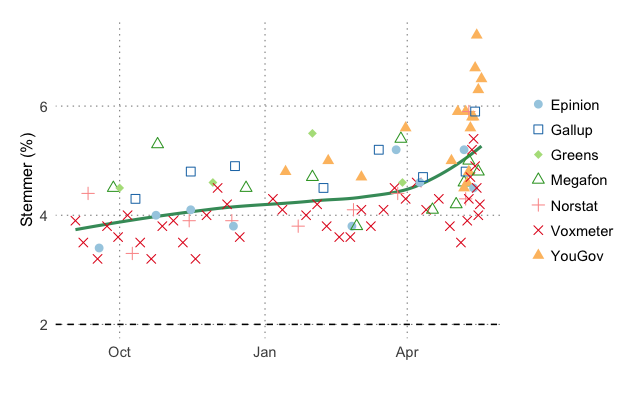 Stemmer (%)
6
4
2
Oct
Jan
Apr
Epinion
Gallup
Greens
Megafon
Norstat
Voxmeter
YouGov